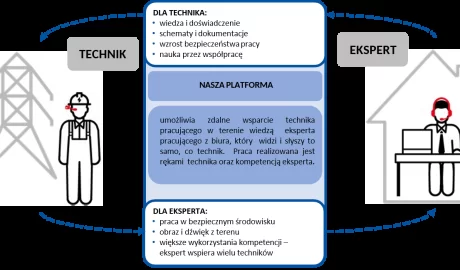 DLA TECHNIKA:
• wiedza i doświadczenie
• schematy i dokumentacje
• wzrost bezpieczeństwa pracy
• nauka przez współpracę
TECHNIK
EKSPERT
NASZA PLATFORMA
umożliwia zdalne wsparcie technika
pracującego w terenie wiedzą eksperta
pracującego z biura, który widzi i słyszy to
samo, co technik. Praca realizowana jest
rękami technika oraz kompetencją eksperta.
DLA EKSPERTA:
• praca w bezpiecznym środowisku
• obraz i dźwięk z terenu
• większe wykorzystania kompetencji –
ekspert wspiera wielu techników